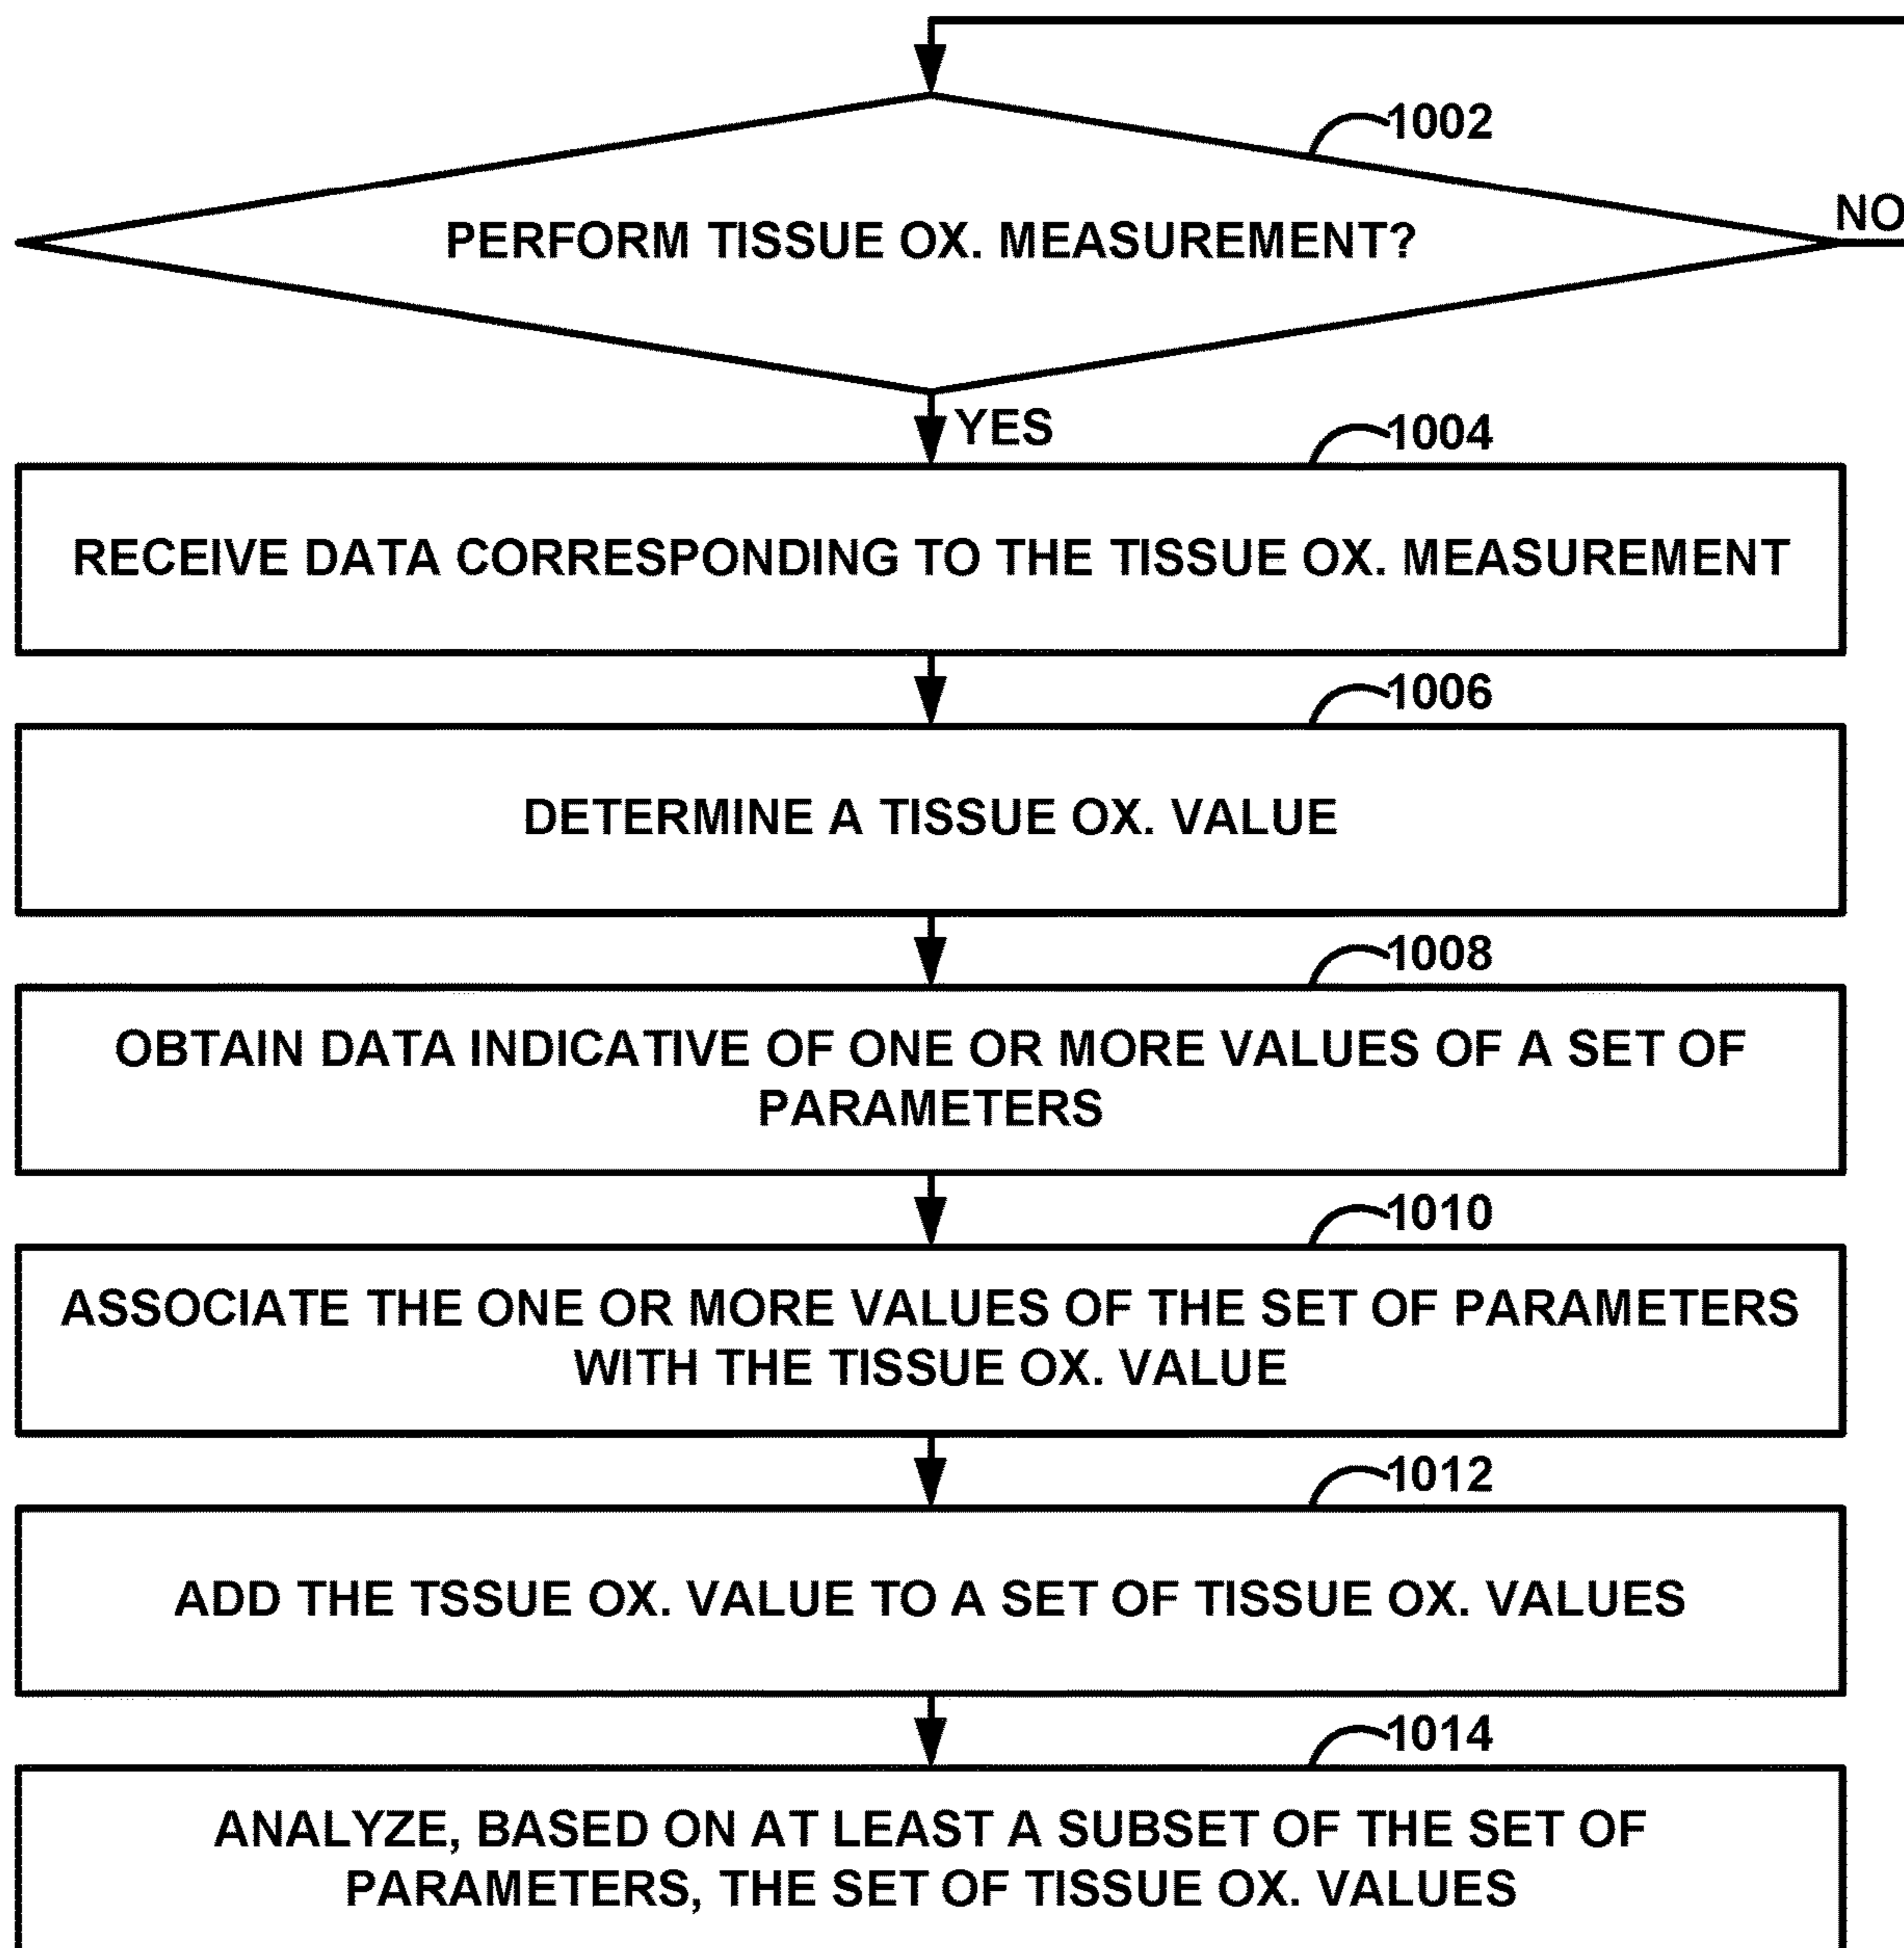 1002
PERFORM TISSUE OX. MEASUREMENT?
NO
YES
1004
RECEIVE DATA CORRESPONDING TO THE TISSUE OX. MEASUREMENT
1006
DETERMINE A TISSUE OX. VALUE
1008
OBTAIN DATA INDICATIVE OF ONE OR MORE VALUES OF A SET OF
PARAMETERS
1010
ASSOCIATE THE ONE OR MORE VALUES OF THE SET OF PARAMETERS
WITH THE TISSUE OX. VALUE
1012
ADD THE TSSUE OX. VALUE TO A SET OF TISSUE OX. VALUES
1014
ANALYZE, BASED ON AT LEAST A SUBSET OF THE SET OF
PARAMETERS, THE SET OF TISSUE OX. VALUES